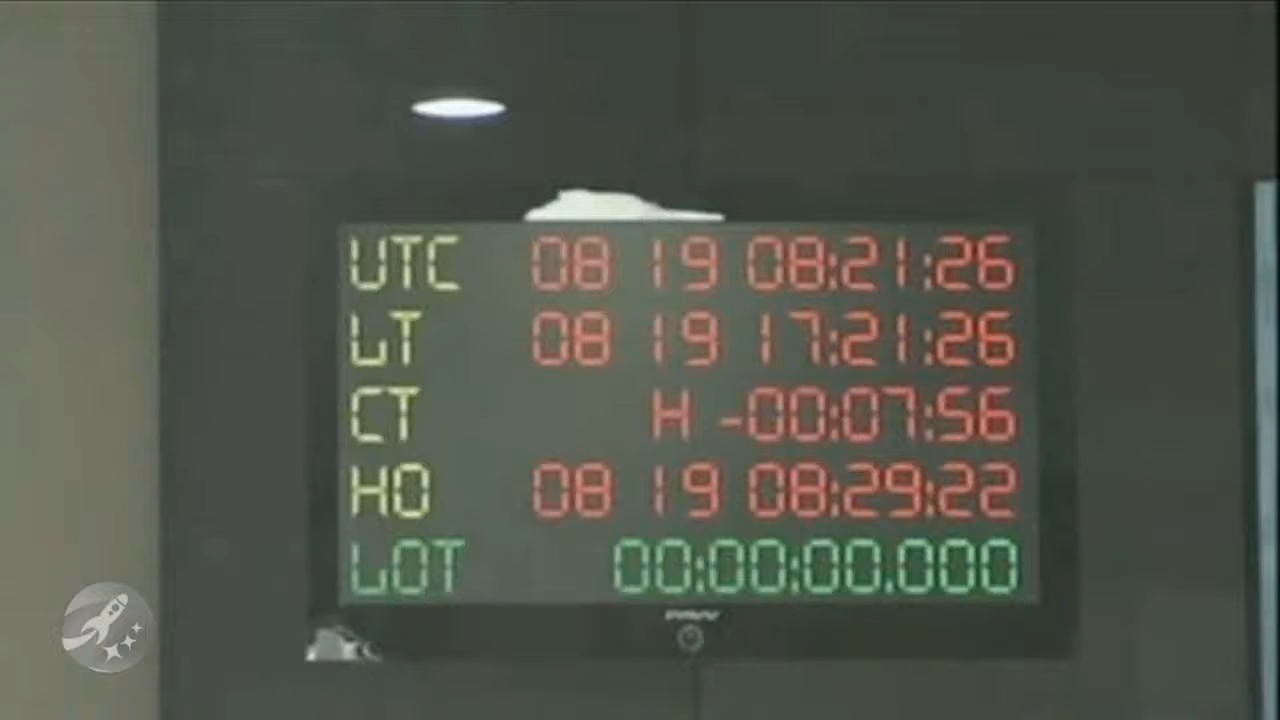 UTC 08 19 08:21:26
LT 08 19 17:21:26
CT H -00:07:56
H0 08 19 08:29:22
LOT 00:00:00.000